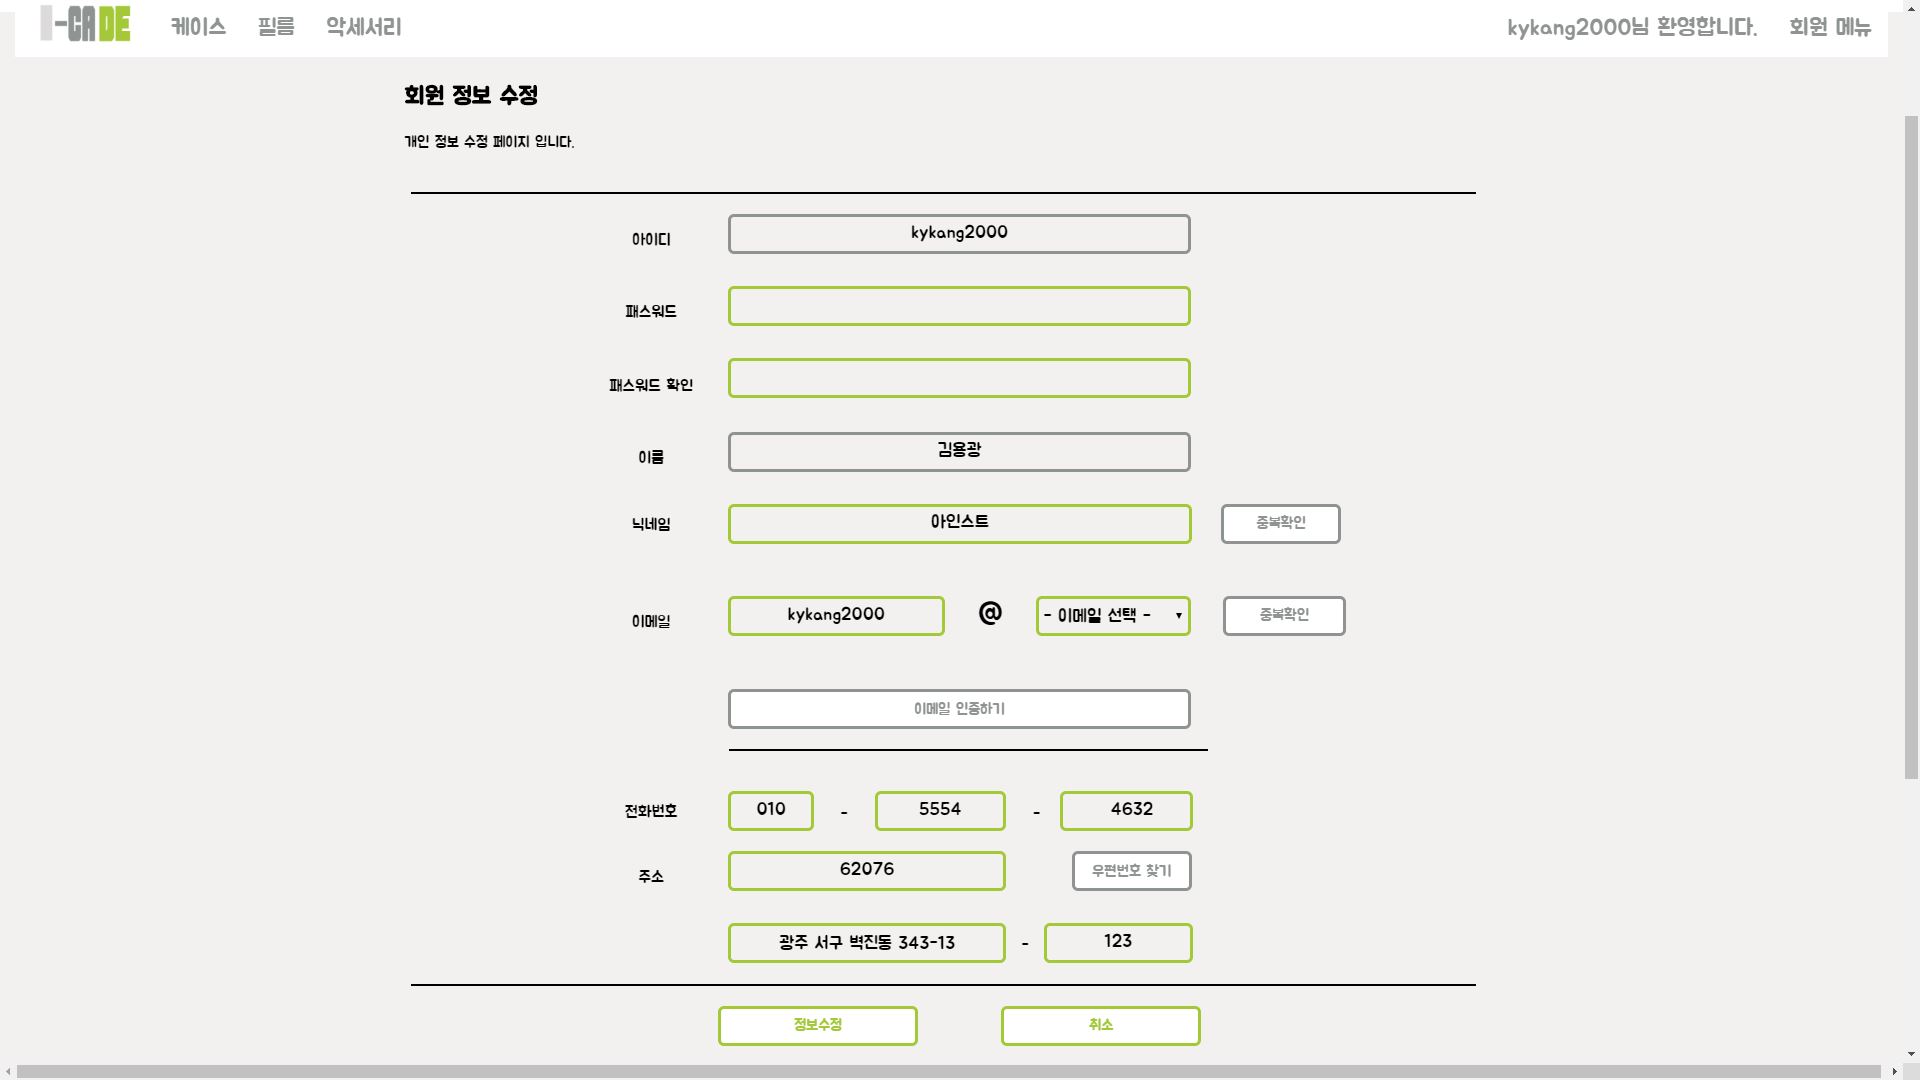 I-CADE 케이스 필름 악세서리 kykang2000님 환영합니다. 회원 메뉴
회원 정보 수정
개인 정보 수정 페이지 입니다.
아이디 kykang2000
패스워드
패스워드 확인
이름 김용광
닉네임 아인스트 중복확인
이메일 kykang2000 @ - 이메일 선택 - 중복확인
이메일 인증하기
전화번호 010 - 5554 - 4632
주소 62076 우편번호 찾기
광주 서구 벽진동 343-13 - 123
정보수정 취소